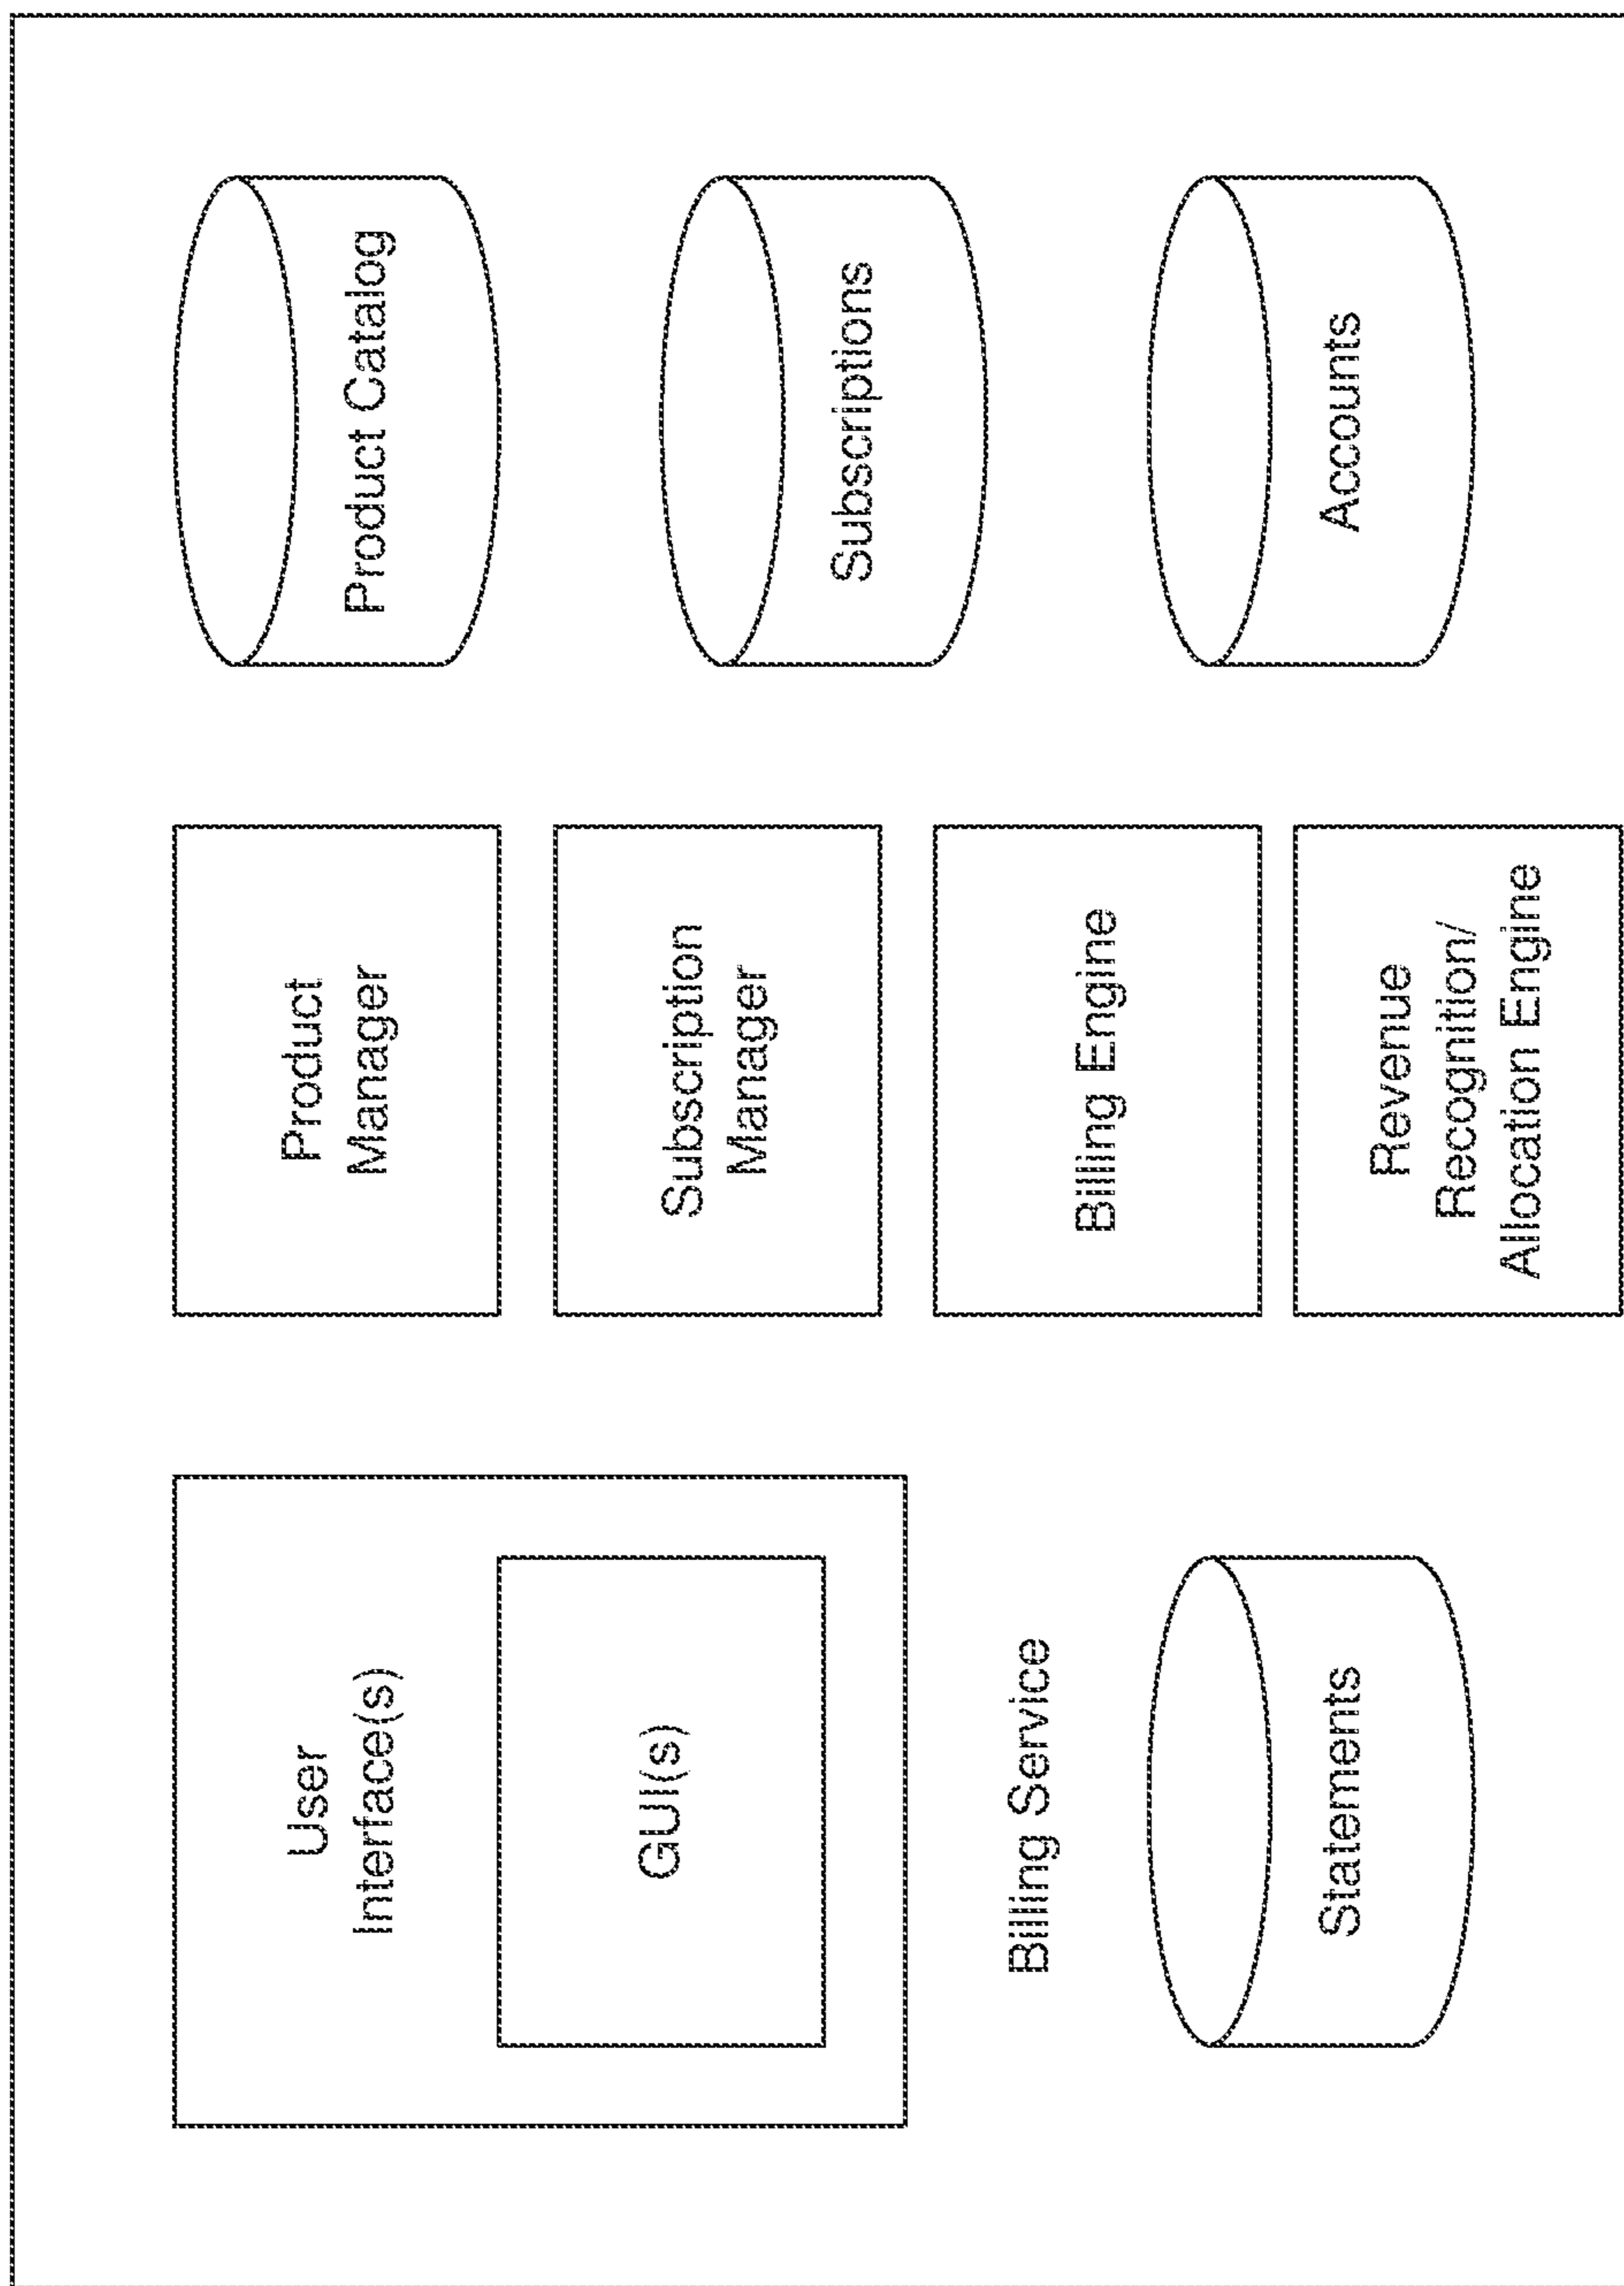 User
Interface(s)
GUI(s)
Billing Service
Statements
Product
Manager
Subscription
Manager
Billing Engine
Revenue
Recognition/
Allocation Engine
Product Catalog
Subscriptions
Accounts